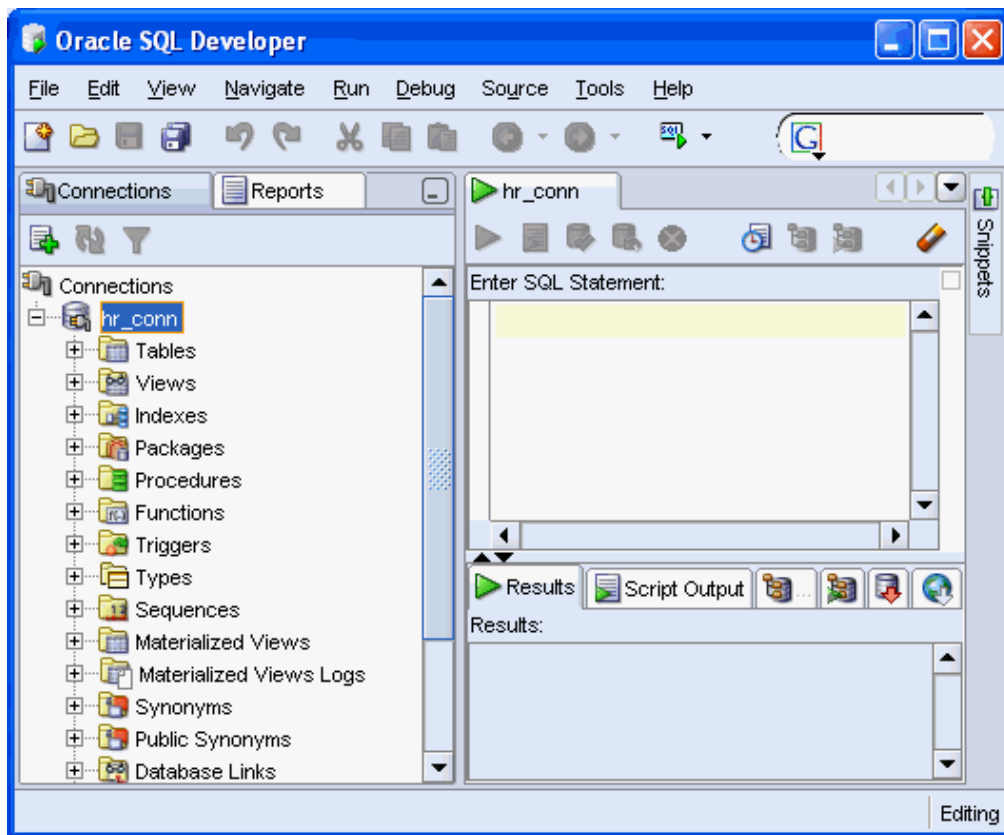 Oracle SQL Developer
File Edit View Navigate Run Debug Source Tools Help
SQL
G
Connections
Reports
hr_conn
Snippets
Connections
hr_conn
Tables
Views
Indexes
Packages
Procedures
Functions
Triggers
Types
Sequences
Materialized Views
Materialized Views Logs
Synonyms
Public Synonyms
Database Links
Enter SQL Statement:
Results
Script Output
...
Results:
Editing